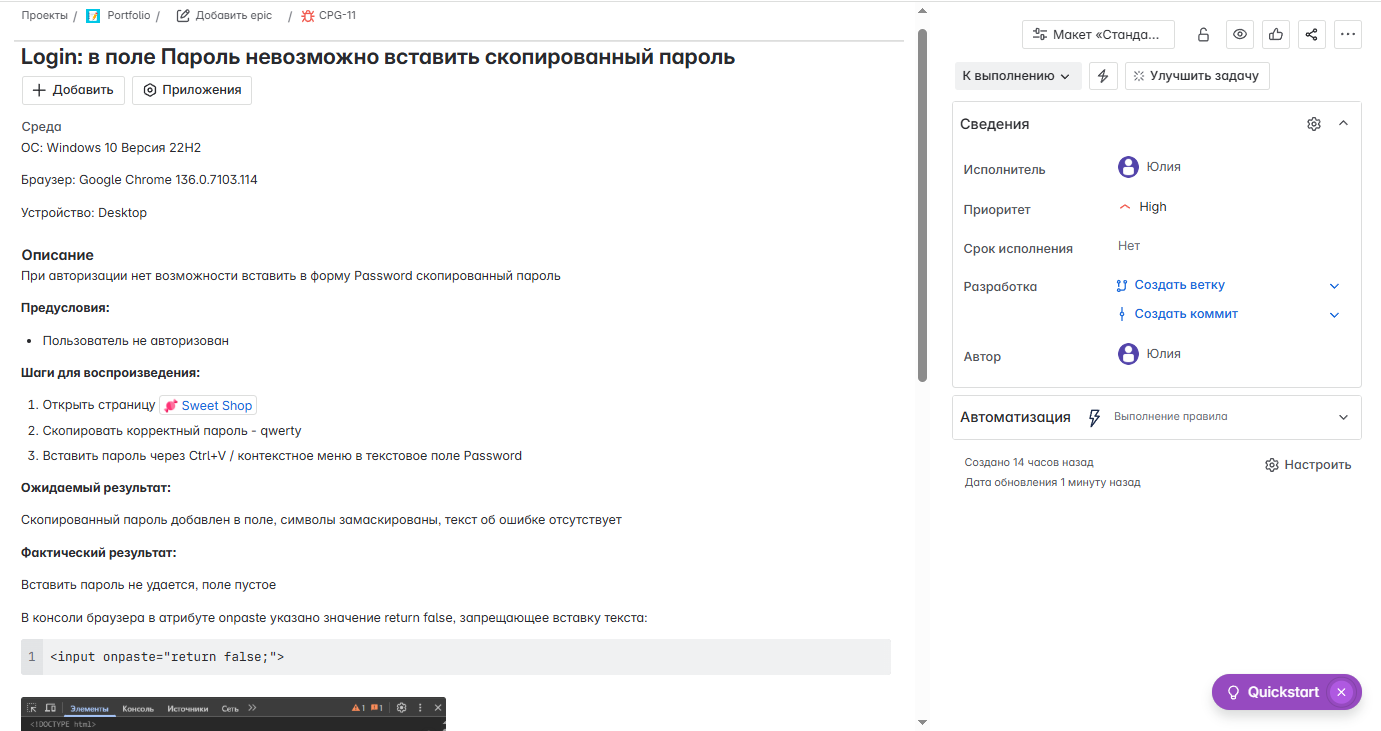 Проекты / Portfolio / Добавить epic / CPG-11
Login: в поле Пароль невозможно вставить скопированный пароль
Добавить Приложения
Среда
ОС: Windows 10 Версия 22H2
Браузер: Google Chrome 136.0.7103.114
Устройство: Desktop
Описание
При авторизации нет возможности вставить в форму Password скопированный пароль
Предусловия:
• Пользователь не авторизован
Шаги для воспроизведения:
1. Открыть страницу Sweet Shop
2. Скопировать корректный пароль - qwerty
3. Вставить пароль через Ctrl+V / контекстное меню в текстовое поле Password
Ожидаемый результат:
Скопированный пароль добавлен в поле, символы замаскированы, текст об ошибке отсутствует
Фактический результат:
Вставить пароль не удается, поле пустое
В консоли браузера в атрибуте onpaste указано значение return false, запрещающее вставку текста:
1 <input onpaste="return false;">
Элементы Консоль Источники Сеть 1 1
<!DOCTYPE html>
Макет «Станда...
К выполнению Улучшить задачу
Сведения
Исполнитель Юлия
Приоритет High
Срок исполнения Нет
Разработка Создать ветку
Создать коммит
Автор Юлия
Автоматизация Выполнение правила
Создано 14 часов назад Настроить
Дата обновления 1 минуту назад
Quickstart